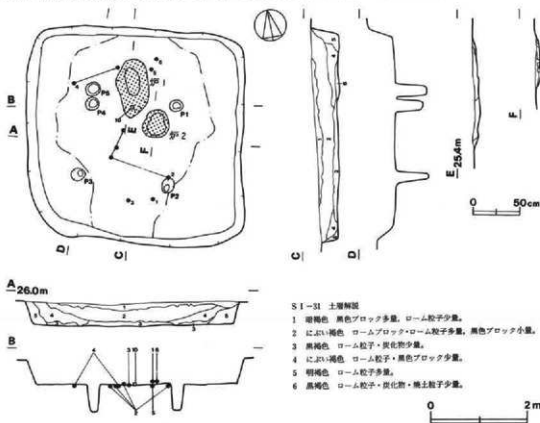 炉1
P5
P4
P1
炉2
P3
P2
B
A
D
C
E
F
A 26.0m
B
C
D
E 25.4m
F
0 50cm
SI-31 土層解説
1 暗褐色 黒色ブロック多量,ローム粒子少量。
2 にぶい褐色 ロームブロック・ローム粒子多量,黒色ブロック小量。
3 黒褐色 ローム粒子・炭化物少量。
4 にぶい褐色 ローム粒子・黒色ブロック少量。
5 明褐色 ローム粒子多量。
6 黒褐色 ローム粒子・炭化物・焼土粒子少量。
0 2m